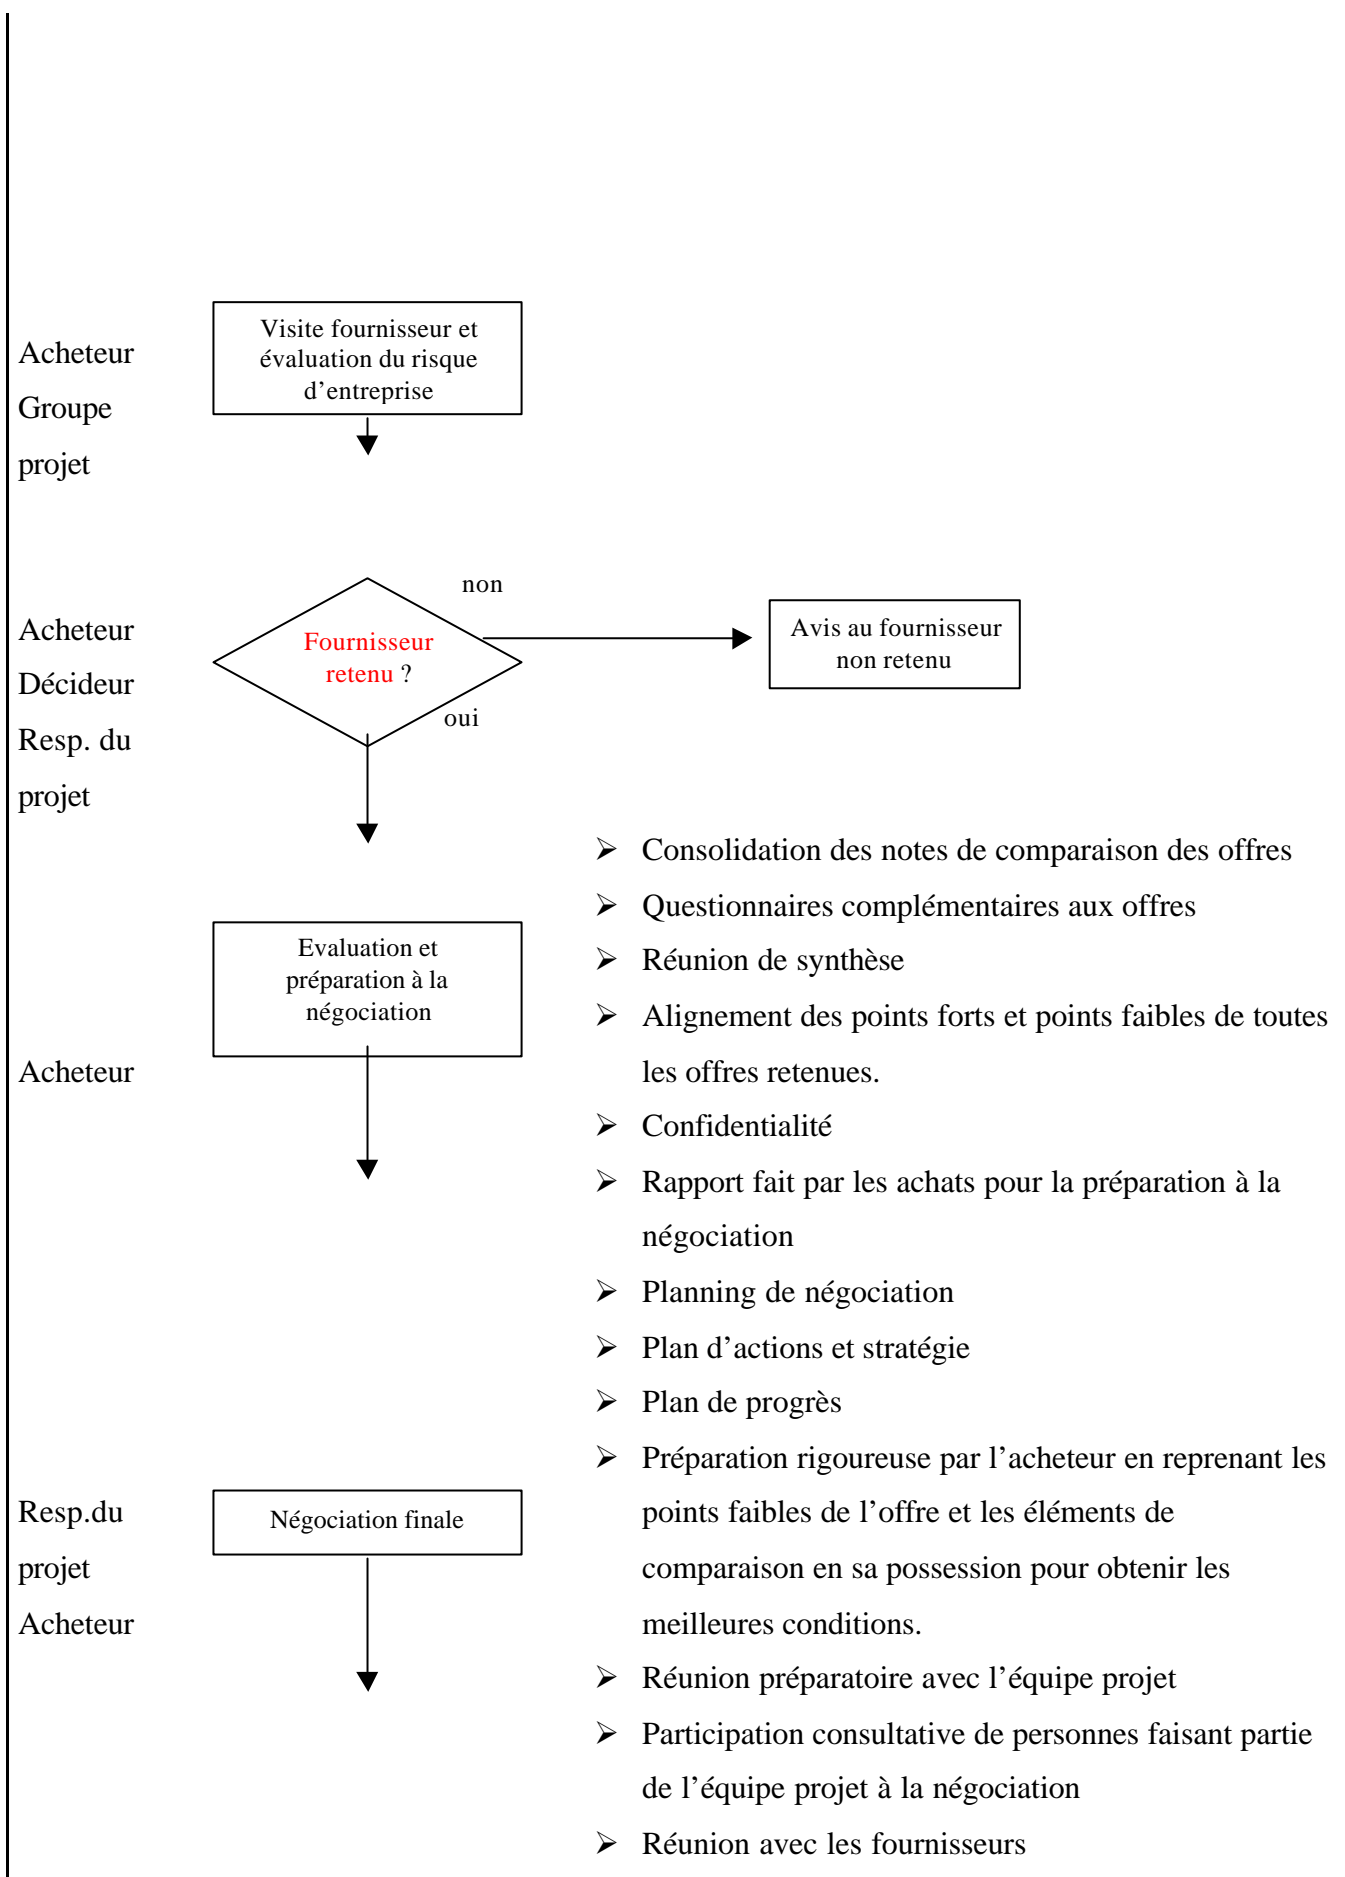 Visite fournisseur et
évaluation du risque
d’entreprise
Acheteur
Groupe
projet
non
Fournisseur
retenu ?
oui
Avis au fournisseur
non retenu
Acheteur
Décideur
Resp. du
projet
Evaluation et
préparation à la
négociation
Acheteur
➢ Consolidation des notes de comparaison des offres
➢ Questionnaires complémentaires aux offres
➢ Réunion de synthèse
➢ Alignement des points forts et points faibles de toutes
les offres retenues.
➢ Confidentialité
➢ Rapport fait par les achats pour la préparation à la
négociation
➢ Planning de négociation
➢ Plan d’actions et stratégie
➢ Plan de progrès
Resp.du
projet
Acheteur
Négociation finale
➢ Préparation rigoureuse par l’acheteur en reprenant les
points faibles de l’offre et les éléments de
comparaison en sa possession pour obtenir les
meilleures conditions.
➢ Réunion préparatoire avec l’équipe projet
➢ Participation consultative de personnes faisant partie
de l’équipe projet à la négociation
➢ Réunion avec les fournisseurs